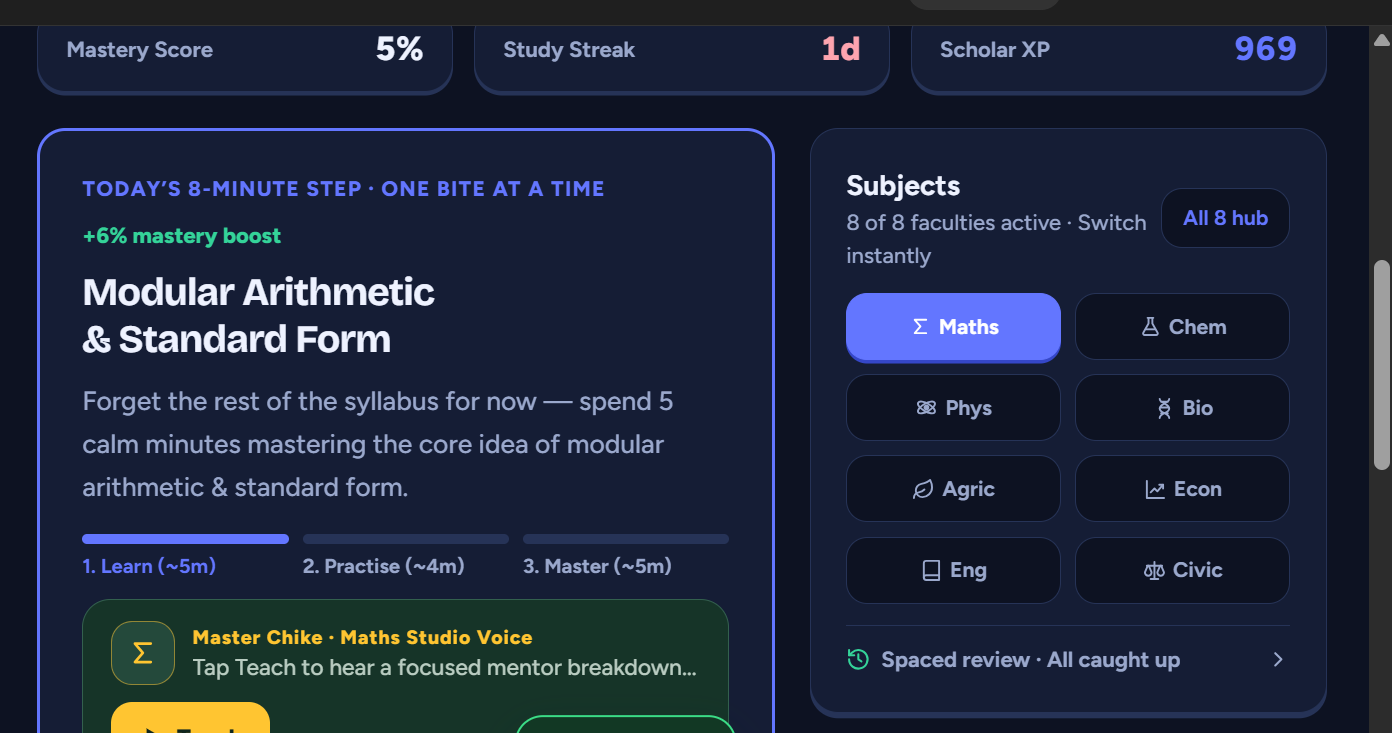 Mastery Score
5%
Study Streak
1d
Scholar XP
969
TODAY’S 8-MINUTE STEP · ONE BITE AT A TIME
+6% mastery boost
Modular Arithmetic
& Standard Form
Forget the rest of the syllabus for now — spend 5
calm minutes mastering the core idea of modular
arithmetic & standard form.
1. Learn (~5m)
2. Practise (~4m)
3. Master (~5m)
Σ
Master Chike · Maths Studio Voice
Tap Teach to hear a focused mentor breakdown...
Subjects
8 of 8 faculties active · Switch
instantly
All 8 hub
Σ Maths
Chem
Phys
Bio
Agric
Econ
Eng
Civic
Spaced review · All caught up